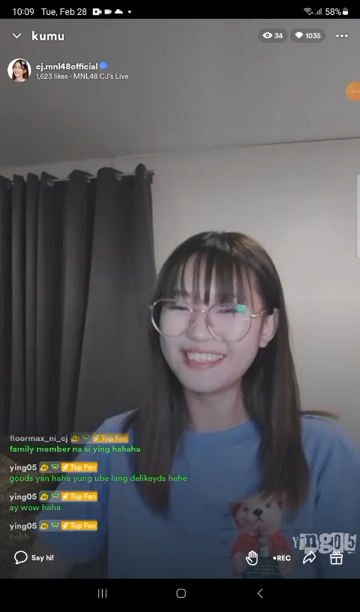 10:09 Tue, Feb 28 58%
kumu 34 1035
cj.mnl48official
1,623 likes • MNL48 CJ's Live
floormax_ni_cj Top Fan
family member na si ying hahaha
ying05 Top Fan
goods yan haha yung ube lang delikeyds hehe
ying05 Top Fan
ay wow haha
ying05 Top Fan
Ying05
Say hi! REC